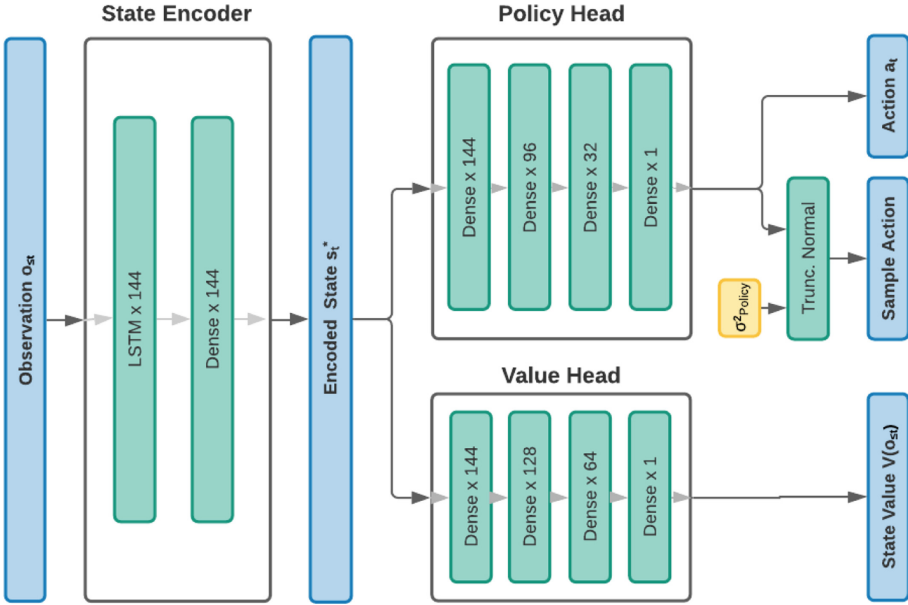 State Encoder
Policy Head
Observation o_st
LSTM x 144
Dense x 144
Encoded State s_t*
Dense x 144
Dense x 96
Dense x 32
Dense x 1
σ²Policy
Trunc. Normal
Action a_t
Sample Action
Value Head
Dense x 144
Dense x 128
Dense x 64
Dense x 1
State Value V(o_st)